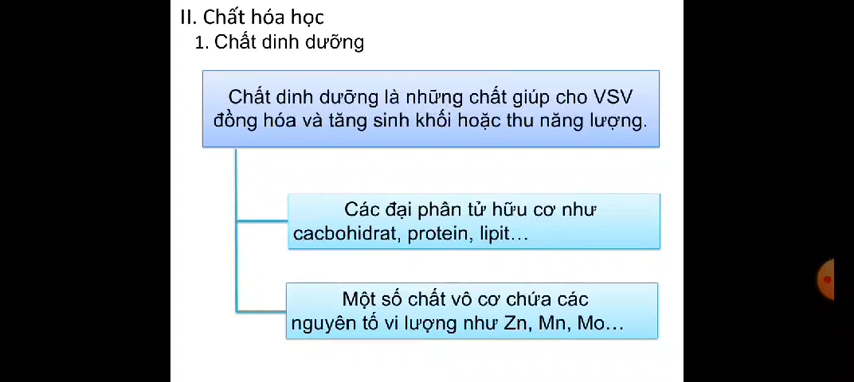 II. Chất hóa học
1. Chất dinh dưỡng
Chất dinh dưỡng là những chất giúp cho VSV
đồng hóa và tăng sinh khối hoặc thu năng lượng.
Các đại phân tử hữu cơ như
cacbohidrat, protein, lipit...
Một số chất vô cơ chứa các
nguyên tố vi lượng như Zn, Mn, Mo...